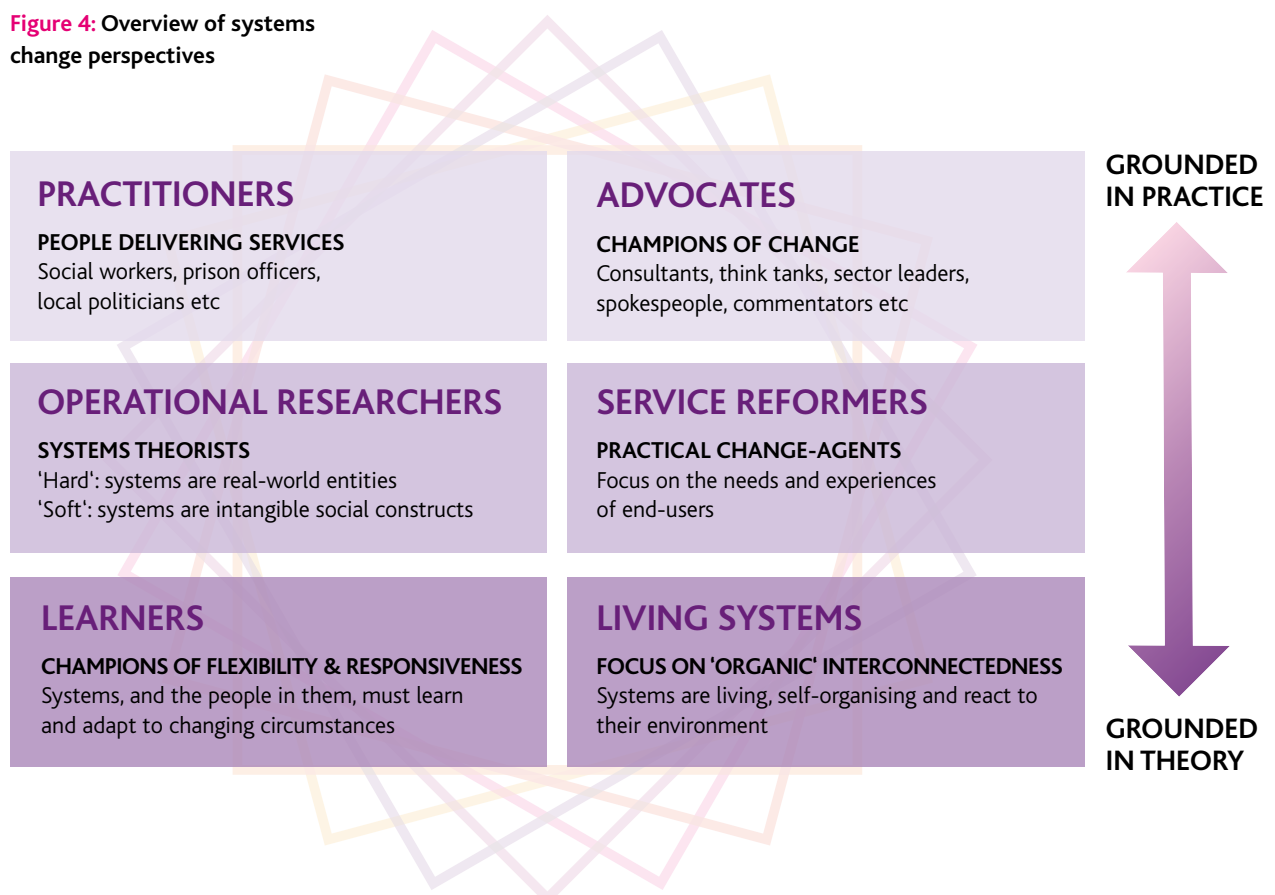 Figure 4: Overview of systems
change perspectives
PRACTITIONERS
PEOPLE DELIVERING SERVICES
Social workers, prison officers,
local politicians etc
ADVOCATES
CHAMPIONS OF CHANGE
Consultants, think tanks, sector leaders,
spokespeople, commentators etc
OPERATIONAL RESEARCHERS
SYSTEMS THEORISTS
‘Hard‘: systems are real-world entities
‘Soft‘: systems are intangible social constructs
SERVICE REFORMERS
PRACTICAL CHANGE-AGENTS
Focus on the needs and experiences
of end-users
LEARNERS
CHAMPIONS OF FLEXIBILITY & RESPONSIVENESS
Systems, and the people in them, must learn
and adapt to changing circumstances
LIVING SYSTEMS
FOCUS ON ‘ORGANIC‘ INTERCONNECTEDNESS
Systems are living, self-organising and react to
their environment
GROUNDED
IN PRACTICE
GROUNDED
IN THEORY